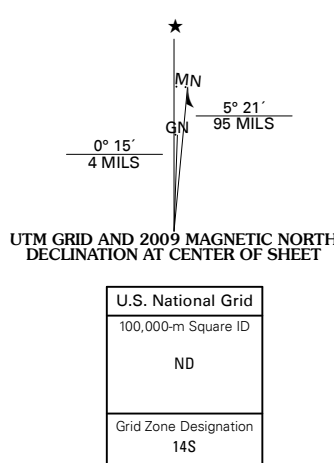 ★
MN
GN
5° 21´
95 MILS
0° 15´
4 MILS
UTM GRID AND 2009 MAGNETIC NORTH
DECLINATION AT CENTER OF SHEET
U.S. National Grid
100,000-m Square ID
ND
Grid Zone Designation
14S